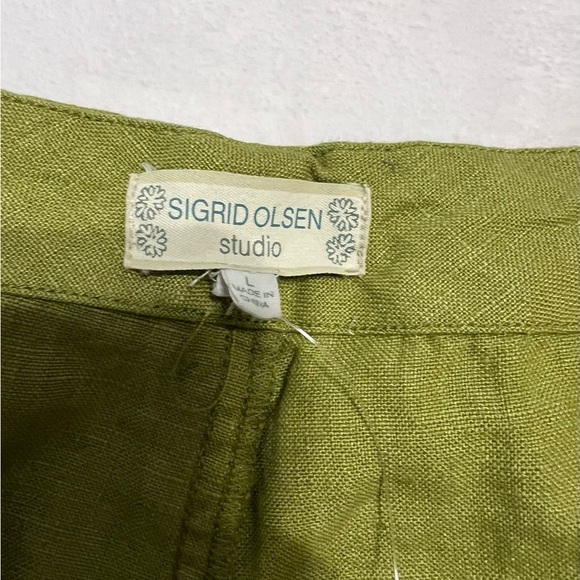 SIGRID OLSEN
studio
L
MADE IN
CHINA